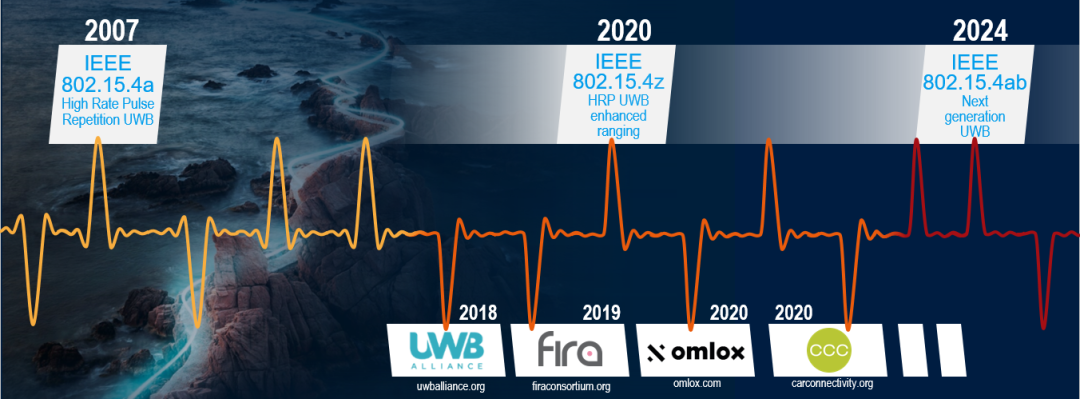 2007
IEEE
802.15.4a
High Rate Pulse
Repetition UWB
2020
IEEE
802.15.4z
HRP UWB
enhanced
ranging
2024
IEEE
802.15.4ab
Next
generation
UWB
2018
UWB
ALLIANCE
uwballiance.org
2019
fira
firaconsortium.org
2020
omlox
omlox.com
2020
CCC
carconnectivity.org